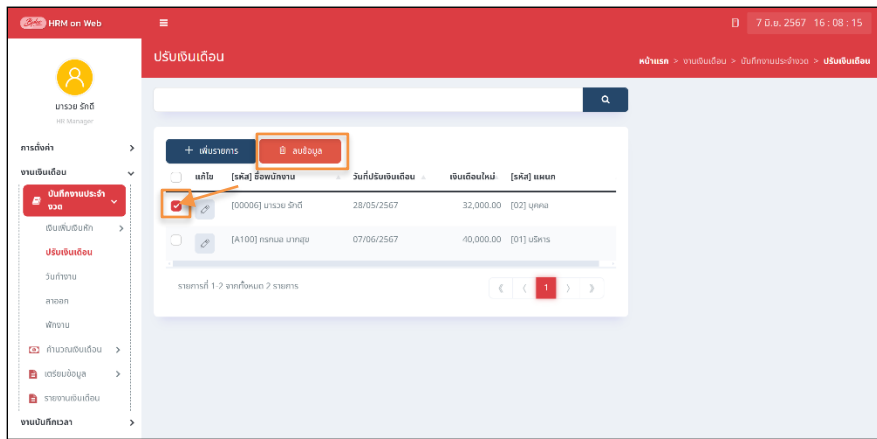 HRM on Web
7 มิ.ย. 2567 16 : 08 : 15
ปรับเงินเดือน
หน้าแรก > งานเงินเดือน > บันทึกงานประจำงวด > ปรับเงินเดือน
มารวย รักดี
HR Manager
การตั้งค่า
งานเงินเดือน
บันทึกงานประจำ
งวด
เงินเพิ่มเงินหัก
ปรับเงินเดือน
วันทำงาน
ลาออก
พักงาน
คำนวณเงินเดือน
เตรียมข้อมูล
รายงานเงินเดือน
งานบันทึกเวลา
+ เพิ่มรายการ
ลบข้อมูล
แก้ไข [รหัส] ชื่อพนักงาน วันที่ปรับเงินเดือน เงินเดือนใหม่ [รหัส] แผนก
[00006] มารวย รักดี 28/05/2567 32,000.00 [02] บุคคล
[A100] กรกมล มากสุข 07/06/2567 40,000.00 [01] บริหาร
รายการที่ 1-2 จากทั้งหมด 2 รายการ
1